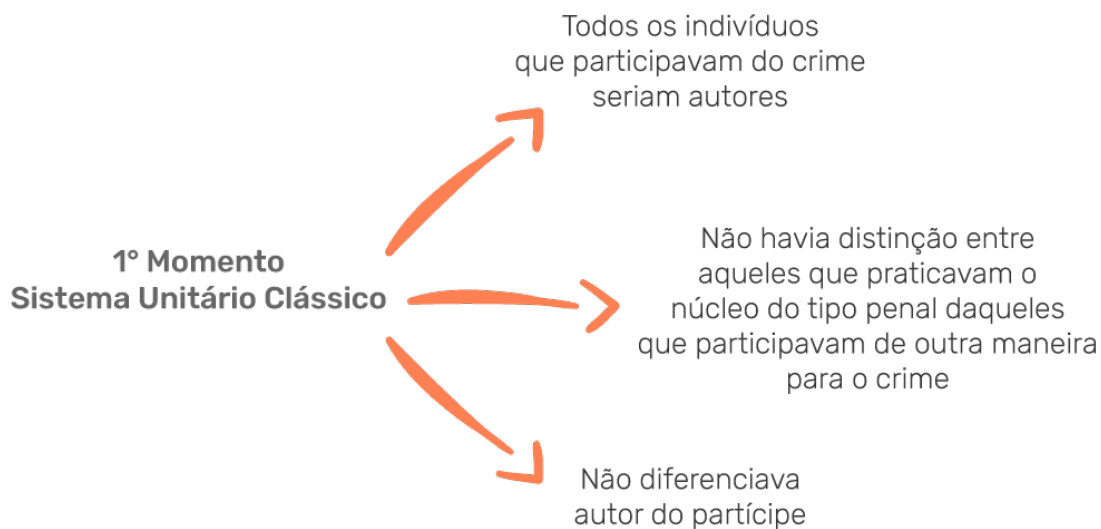 Todos os indivíduos
que participavam do crime
seriam autores
1° Momento
Sistema Unitário Clássico
Não havia distinção entre
aqueles que praticavam o
núcleo do tipo penal daqueles
que participavam de outra maneira
para o crime
Não diferenciava
autor do partícipe